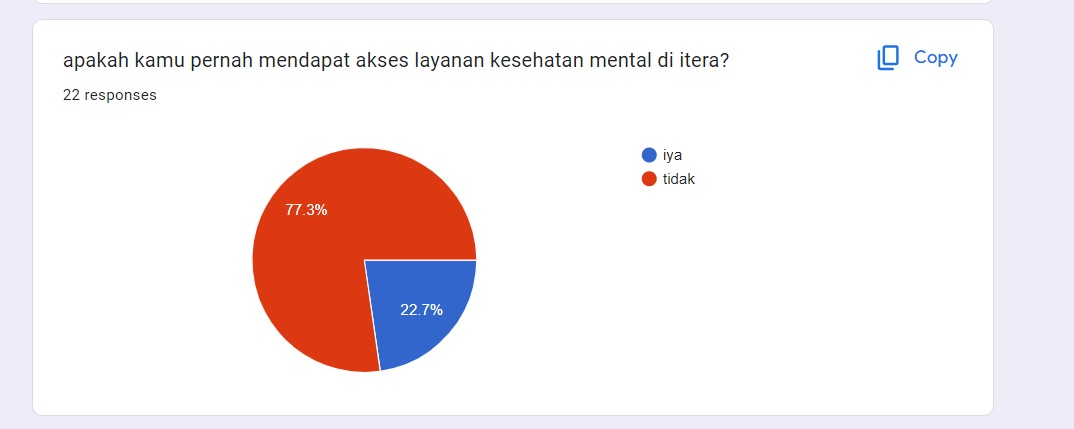 apakah kamu pernah mendapat akses layanan kesehatan mental di itera?
Copy
22 responses
iya
tidak
77.3%
22.7%